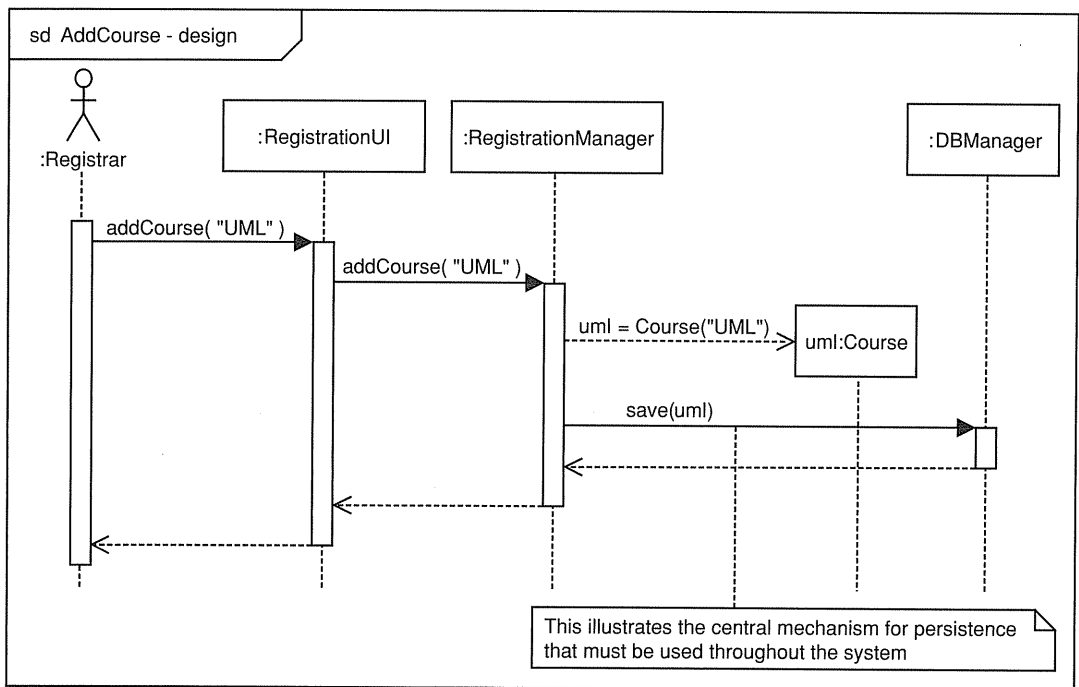 sd AddCourse - design
:Registrar
:RegistrationUI
:RegistrationManager
:DBManager
addCourse( "UML" )
addCourse( "UML" )
uml = Course("UML")
uml:Course
save(uml)
This illustrates the central mechanism for persistence
that must be used throughout the system